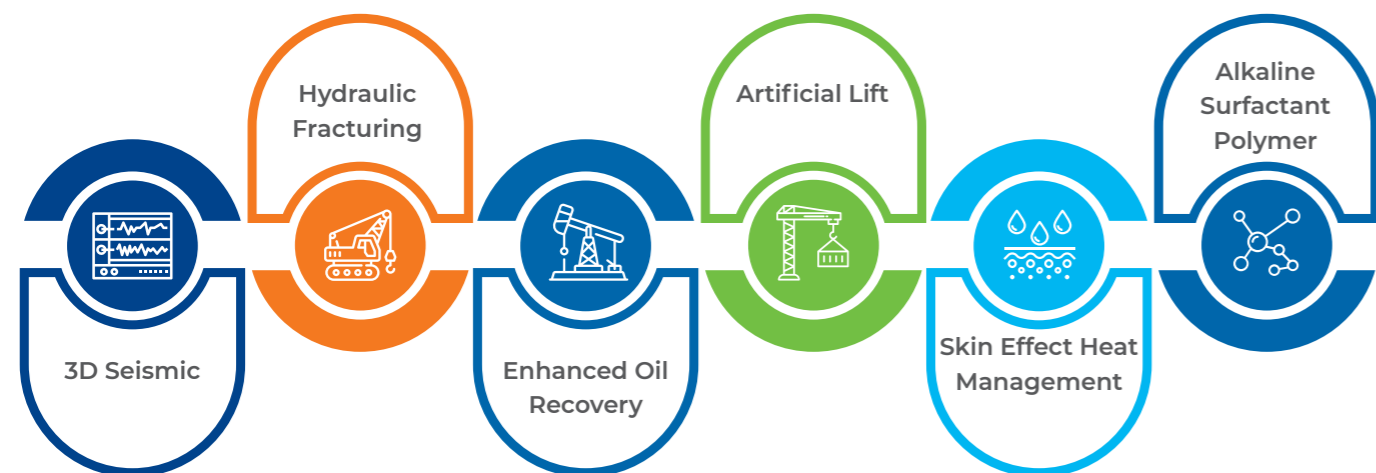 3D Seismic
Hydraulic
Fracturing
Enhanced Oil
Recovery
Artificial Lift
Skin Effect Heat
Management
Alkaline
Surfactant
Polymer